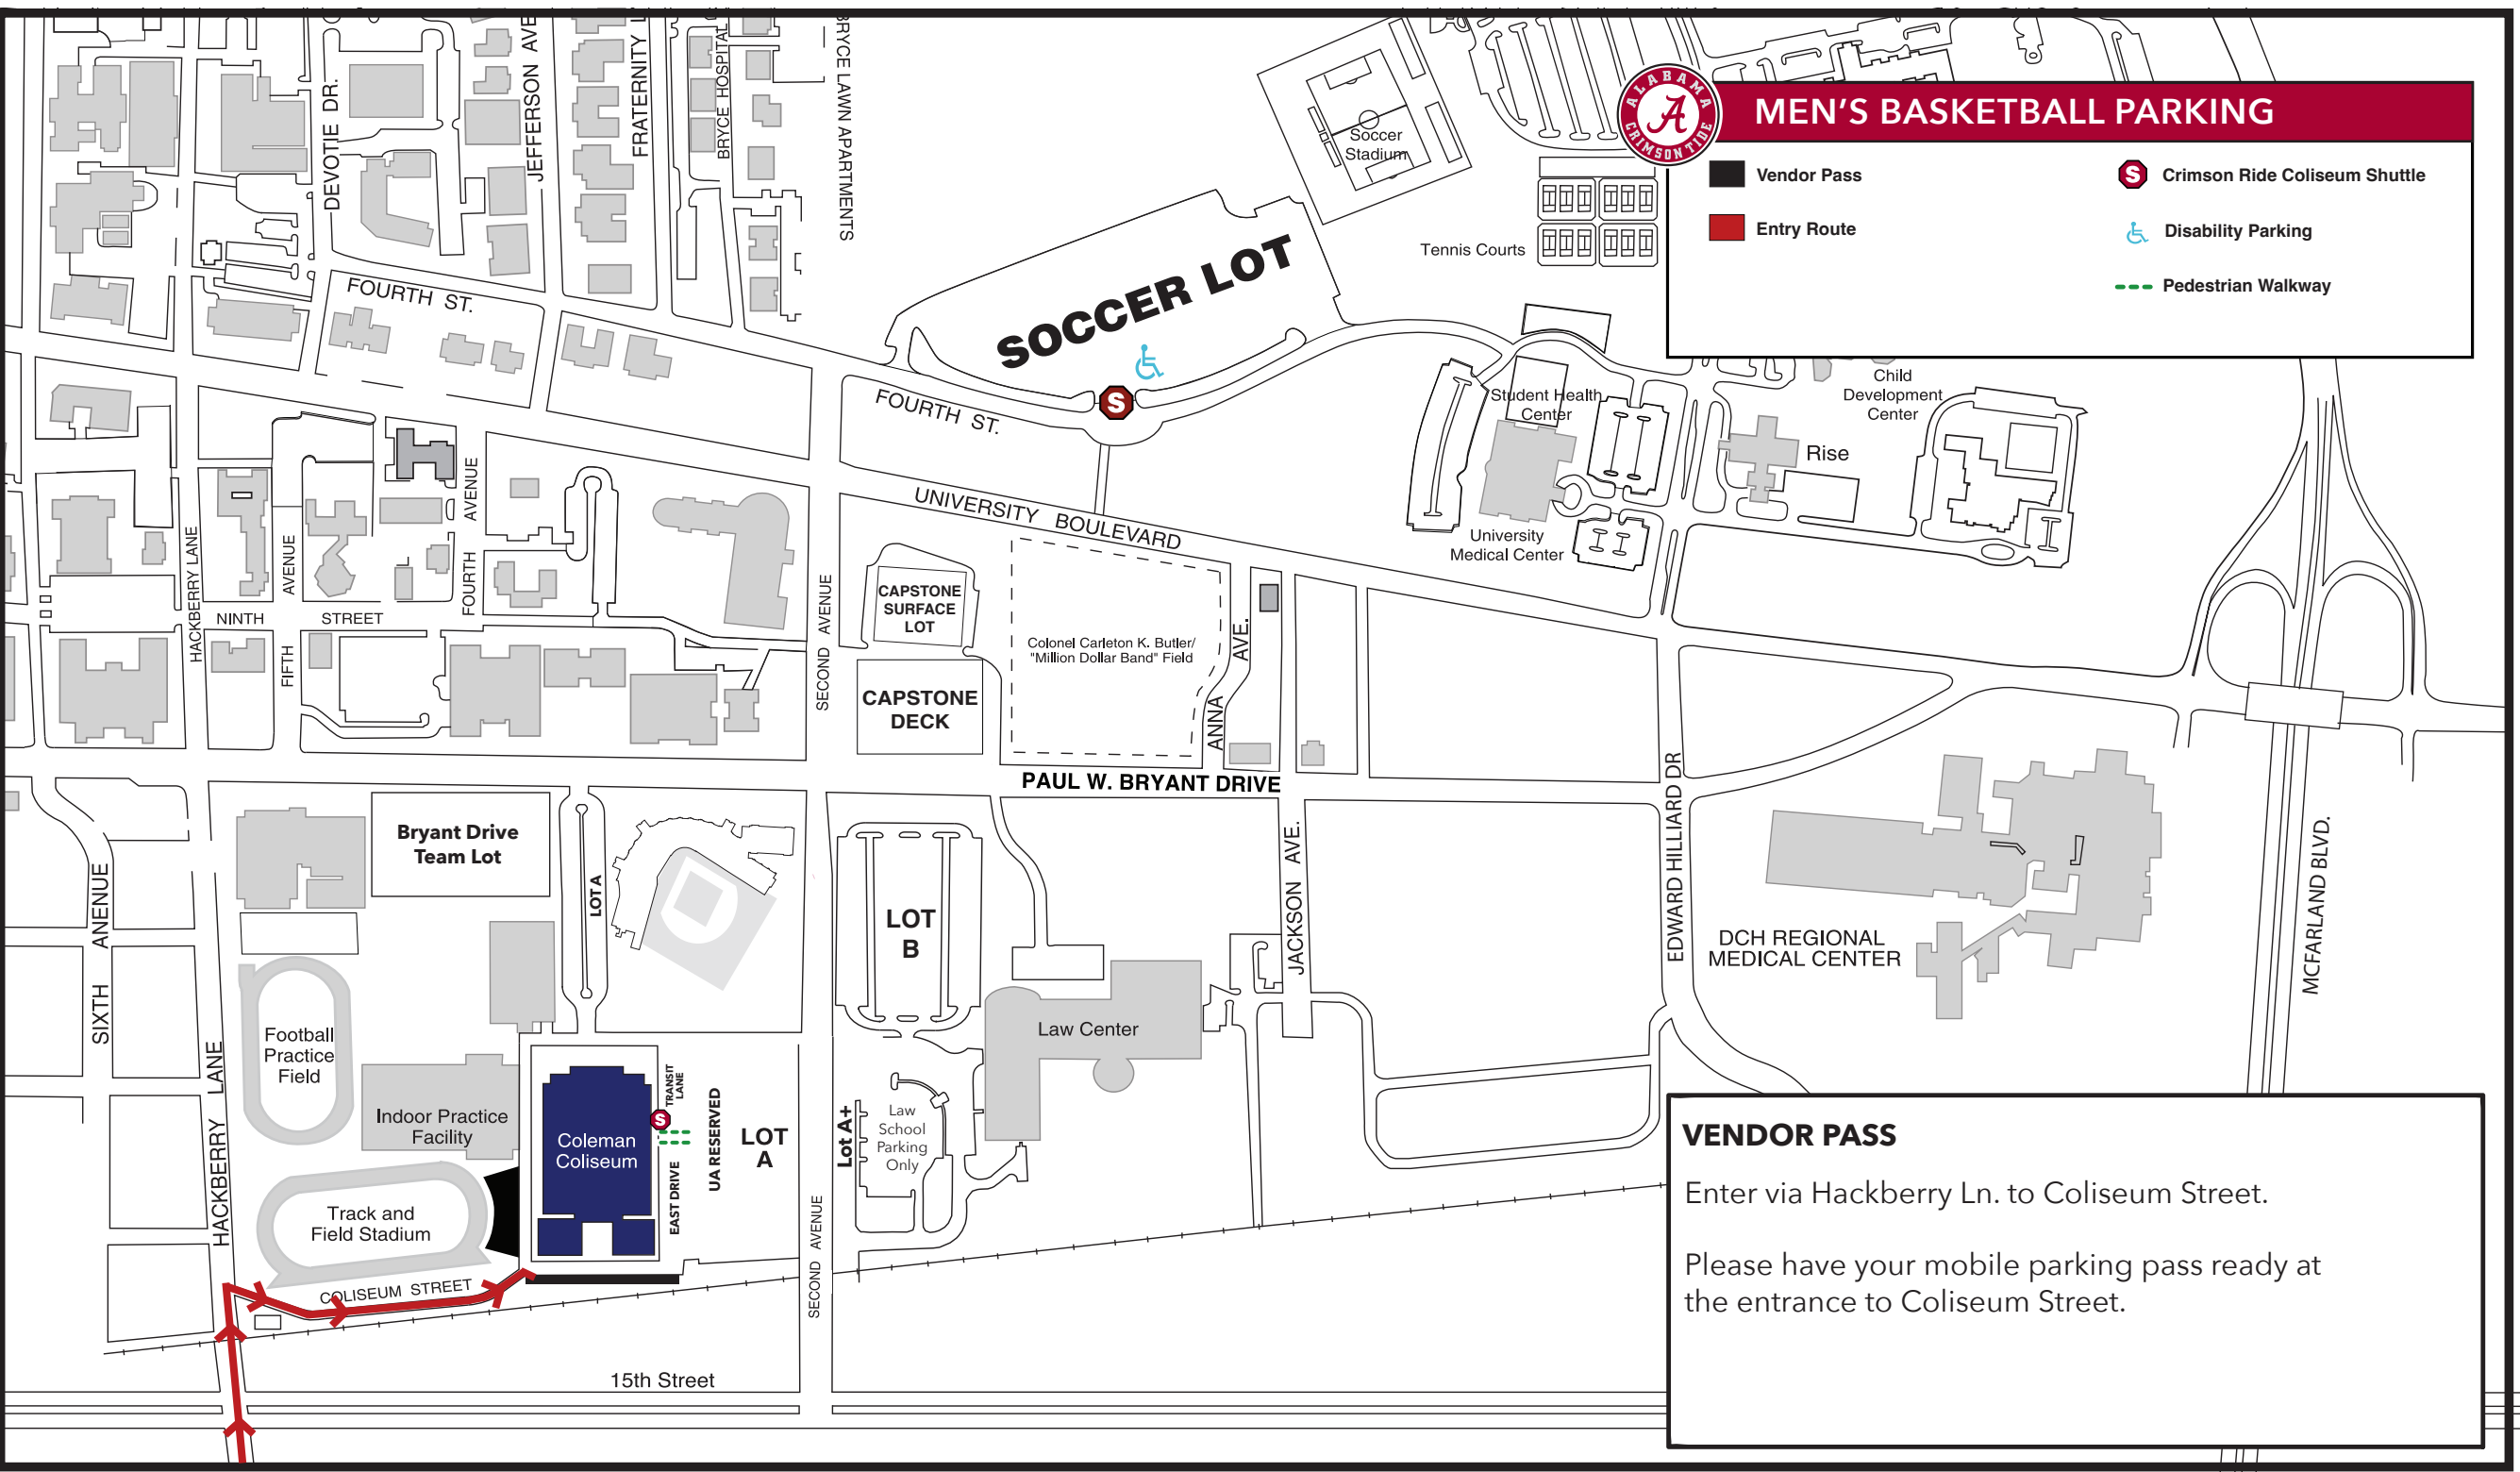 DEVOTIE DR.
JEFFERSON AVE
FRATERNITY
BRYCE HOSPITAL
BRYCE LAWN APARTMENTS
Soccer
Stadium
ALABAMA
A
CRIMSON TIDE
MEN'S BASKETBALL PARKING
Vendor Pass
Entry Route
S Crimson Ride Coliseum Shuttle
Disability Parking
Pedestrian Walkway
Tennis Courts
SOCCER LOT
FOURTH ST.
S
FOURTH ST.
Student Health
Center
Child
Development
Center
Rise
University
Medical Center
UNIVERSITY BOULEVARD
HACKBERRY LANE
FIFTH AVENUE
FOURTH AVENUE
NINTH STREET
SECOND AVENUE
CAPSTONE
SURFACE
LOT
CAPSTONE
DECK
Colonel Carleton K. Butler/
"Million Dollar Band" Field
ANNA AVE.
PAUL W. BRYANT DRIVE
EDWARD HILLIARD DR
MCFARLAND BLVD.
Bryant Drive
Team Lot
LOT A
LOT
B
JACKSON AVE.
SIXTH ANENUE
DCH REGIONAL
MEDICAL CENTER
Football
Practice
Field
HACKBERRY LANE
Indoor Practice
Facility
Coleman
Coliseum
TRANSIT
LANE
S
EAST DRIVE
UA RESERVED
LOT
A
Lot A+
Law
School
Parking
Only
Law Center
Track and
Field Stadium
COLISEUM STREET
SECOND AVENUE
15th Street
VENDOR PASS
Enter via Hackberry Ln. to Coliseum Street.
Please have your mobile parking pass ready at
the entrance to Coliseum Street.